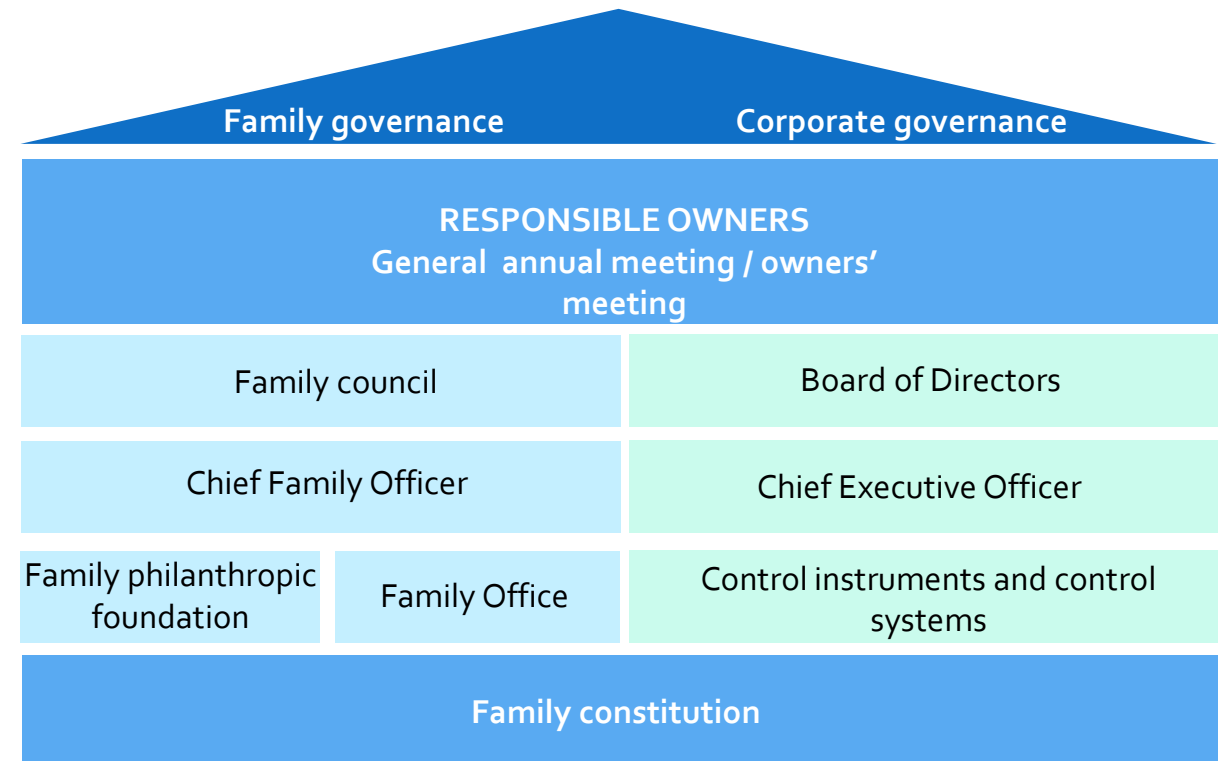 Family governance
Corporate governance
RESPONSIBLE OWNERS
General annual meeting / owners’
meeting
Family council
Board of Directors
Chief Family Officer
Chief Executive Officer
Family philanthropic
foundation
Family Office
Control instruments and control
systems
Family constitution